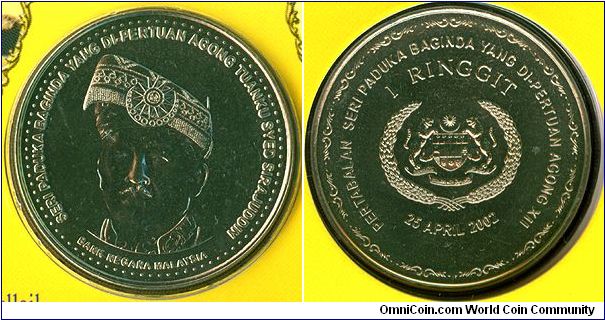 SERI PADUKA BAGINDA YANG DI-PERTUAN AGONG TUANKU SYED SIRAJUDDIN
BANK NEGARA MALAYSIA
PERTABALAN SERI PADUKA BAGINDA YANG DI-PERTUAN AGONG XII
1 RINGGIT
25 APRIL 2002
OmniCoin.com World Coin Community